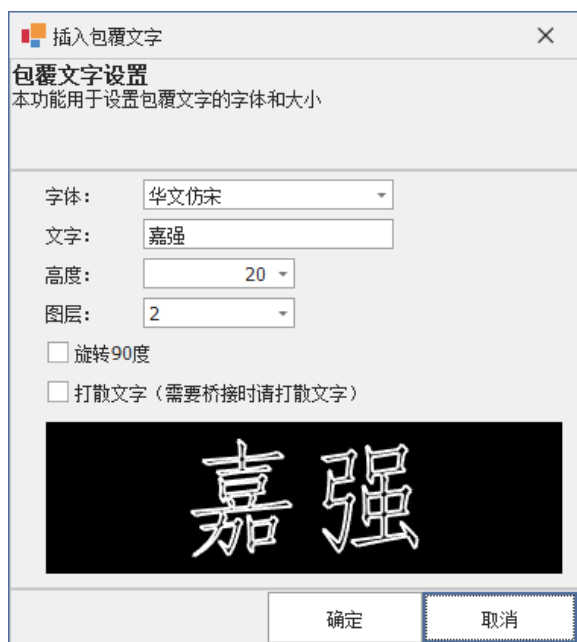 插入包覆文字
包覆文字设置
本功能用于设置包覆文字的字体和大小
字体： 华文仿宋
文字： 嘉强
高度： 20
图层： 2
旋转90度
打散文字（需要桥接时请打散文字）
嘉强
确定 取消